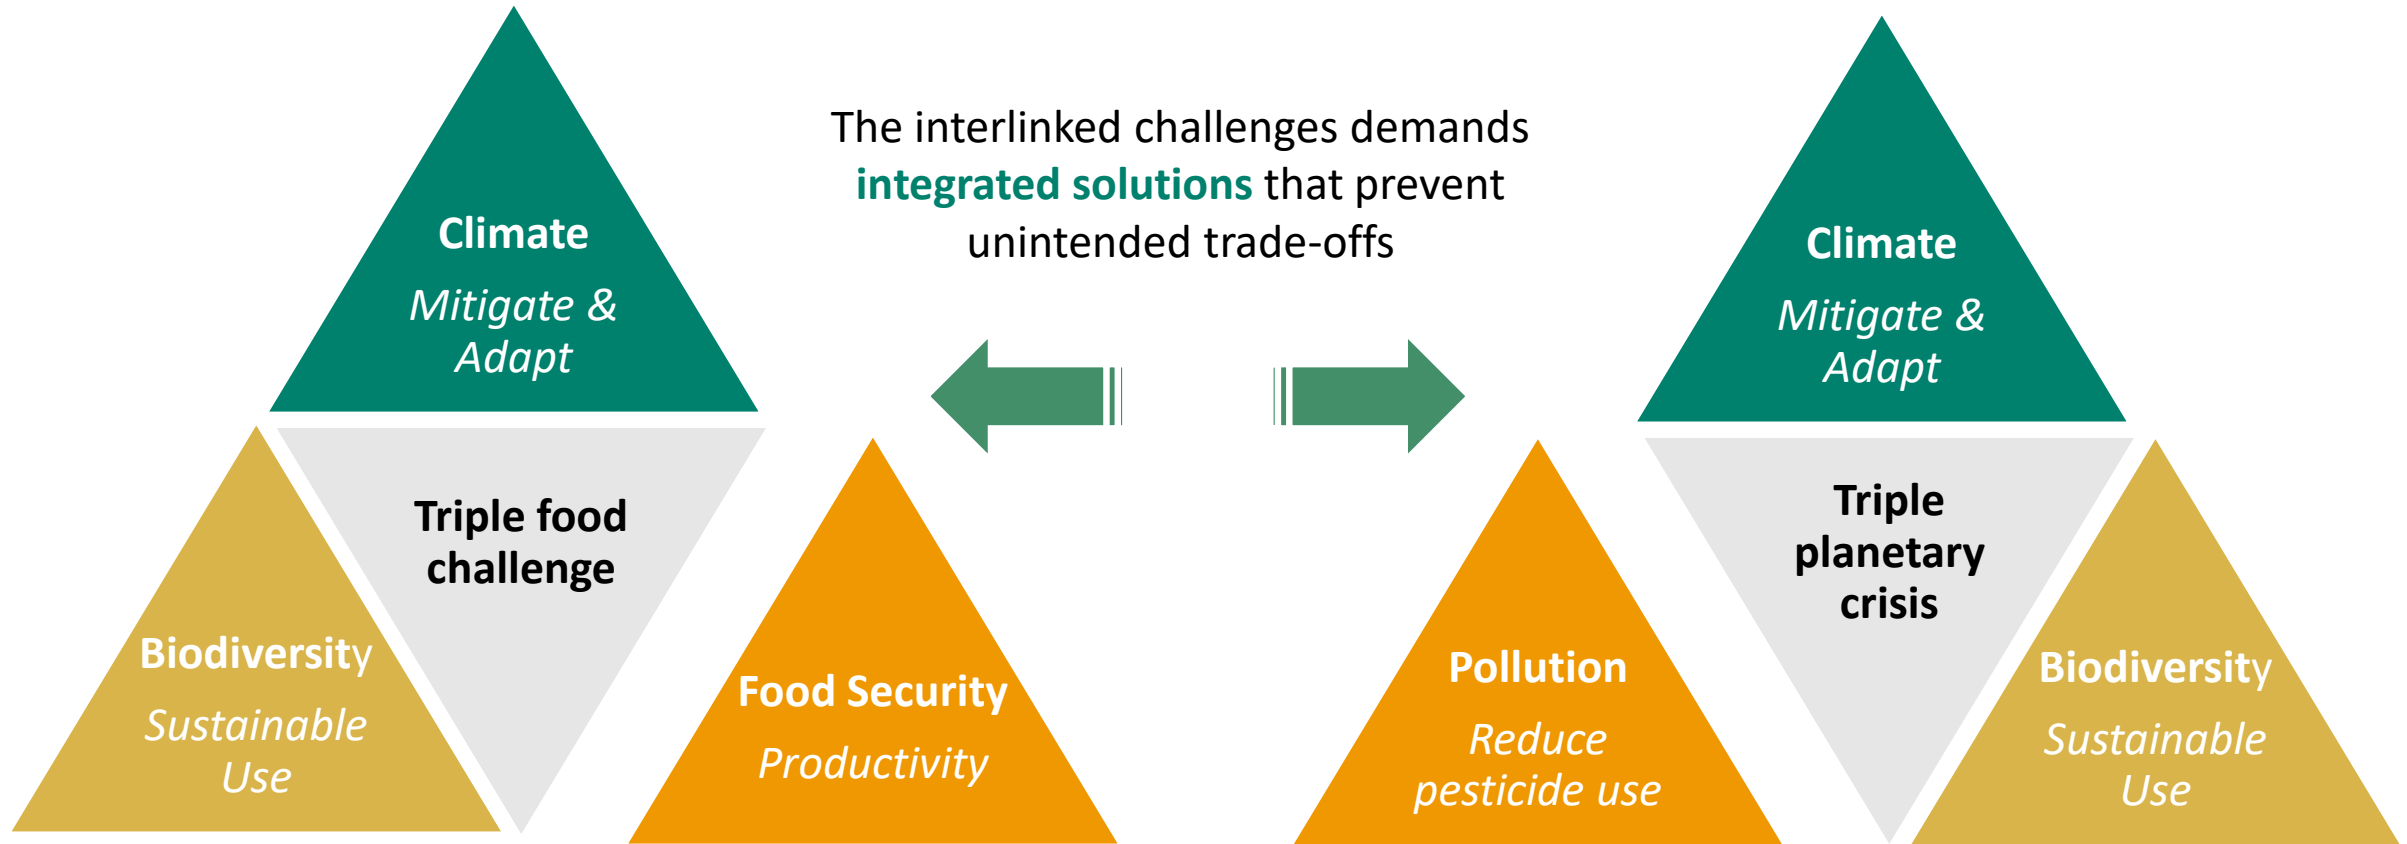 Climate
Mitigate &
Adapt
Triple food
challenge
Biodiversity
Sustainable
Use
Food Security
Productivity
The interlinked challenges demands
integrated solutions that prevent
unintended trade-offs
Climate
Mitigate &
Adapt
Triple
planetary
crisis
Pollution
Reduce
pesticide use
Biodiversity
Sustainable
Use